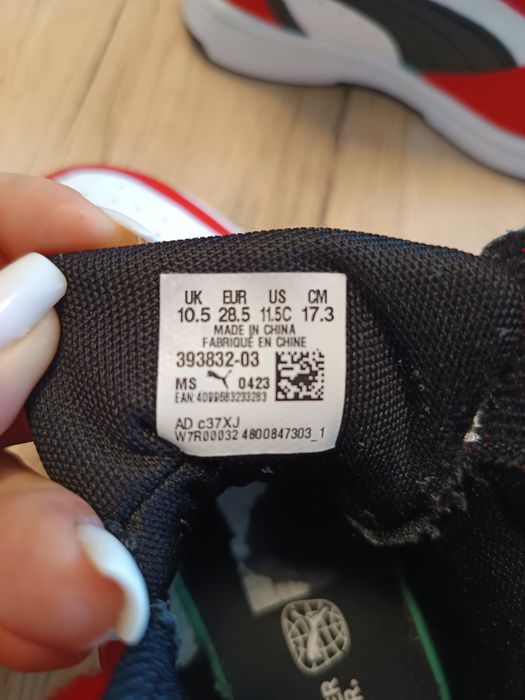 UK EUR US CM
10.5 28.5 11.5C 17.3
MADE IN CHINA
FABRIQUÉ EN CHINE
393832-03
MS 0423
EAN: 4099683233283
AD c37XJ
W7R00032 4800847303_1